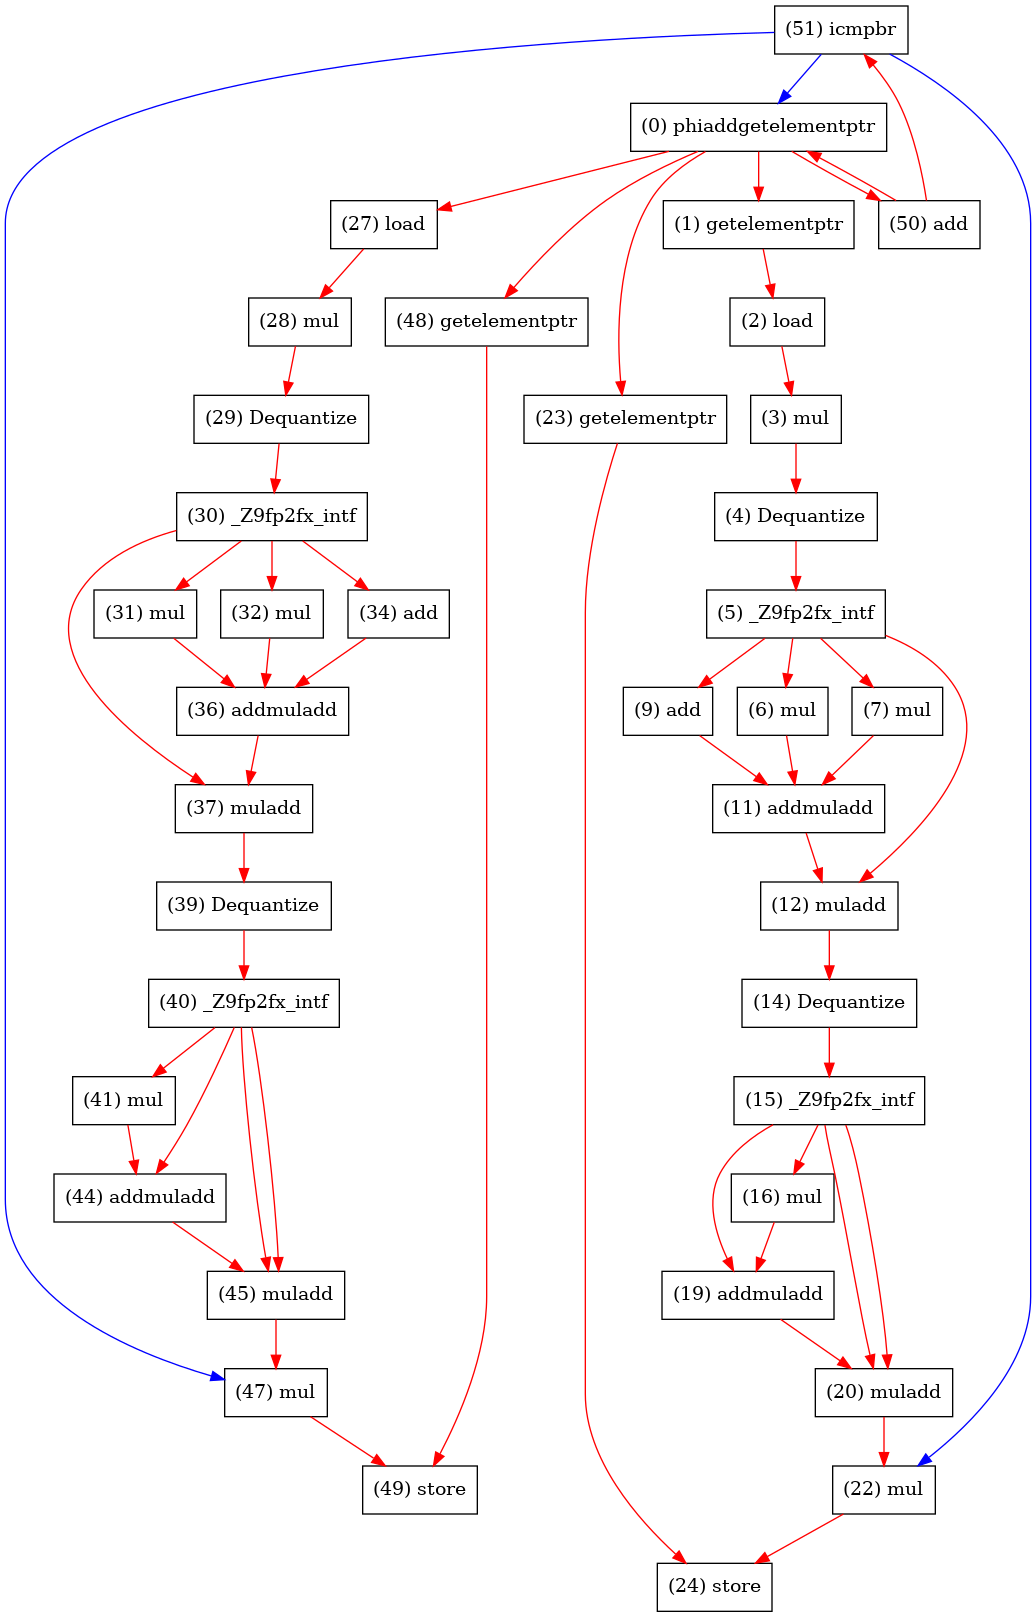 (51) icmpbr
(0) phiaddgetelementptr
(27) load
(1) getelementptr
(50) add
(28) mul
(48) getelementptr
(2) load
(29) Dequantize
(23) getelementptr
(3) mul
(30) _Z9fp2fx_intf
(4) Dequantize
(31) mul
(32) mul
(34) add
(5) _Z9fp2fx_intf
(36) addmuladd
(9) add
(6) mul
(7) mul
(37) muladd
(11) addmuladd
(39) Dequantize
(12) muladd
(40) _Z9fp2fx_intf
(14) Dequantize
(41) mul
(15) _Z9fp2fx_intf
(44) addmuladd
(16) mul
(45) muladd
(19) addmuladd
(47) mul
(20) muladd
(49) store
(22) mul
(24) store